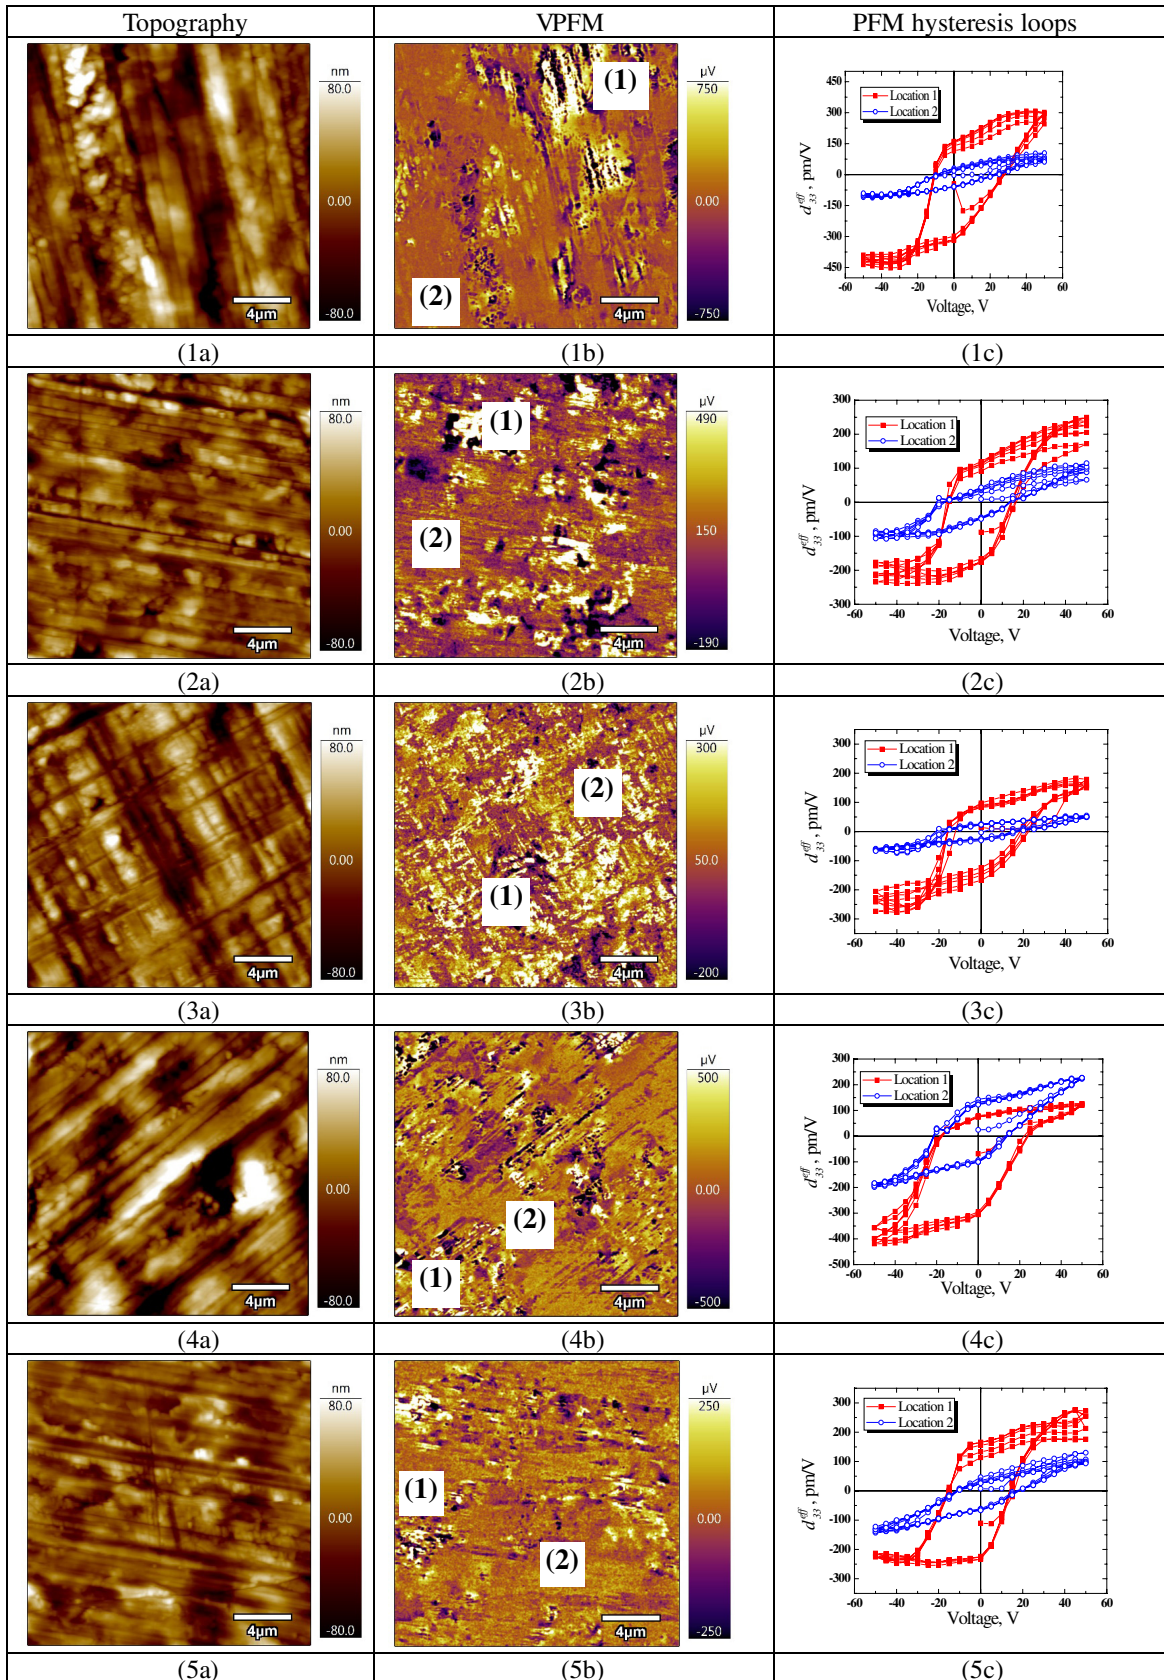 Topography
VPFM
PFM hysteresis loops
nm
80.0
0.00
-80.0
4µm
µV
750
0.00
-750
(1)
(2)
4µm
450
300
150
0
-150
-300
-450
-60 -40 -20 0 20 40 60
Location 1
Location 2
d33eff, pm/V
Voltage, V
(1a)
(1b)
(1c)
nm
80.0
0.00
-80.0
4µm
µV
490
150
-190
(1)
(2)
4µm
300
200
100
0
-100
-200
-300
-60 -40 -20 0 20 40 60
Location 1
Location 2
d33eff, pm/V
Voltage, V
(2a)
(2b)
(2c)
nm
80.0
0.00
-80.0
4µm
µV
300
50.0
-200
(2)
(1)
4µm
300
200
100
0
-100
-200
-300
-60 -40 -20 0 20 40 60
Location 1
Location 2
d33eff, pm/V
Voltage, V
(3a)
(3b)
(3c)
nm
80.0
0.00
-80.0
4µm
µV
500
0.00
-500
(2)
(1)
4µm
300
200
100
0
-100
-200
-300
-400
-500
-60 -40 -20 0 20 40 60
Location 1
Location 2
d33eff, pm/V
Voltage, V
(4a)
(4b)
(4c)
nm
80.0
0.00
-80.0
4µm
µV
250
0.00
-250
(1)
(2)
4µm
300
200
100
0
-100
-200
-300
-60 -40 -20 0 20 40 60
Location 1
Location 2
d33eff, pm/V
Voltage, V
(5a)
(5b)
(5c)